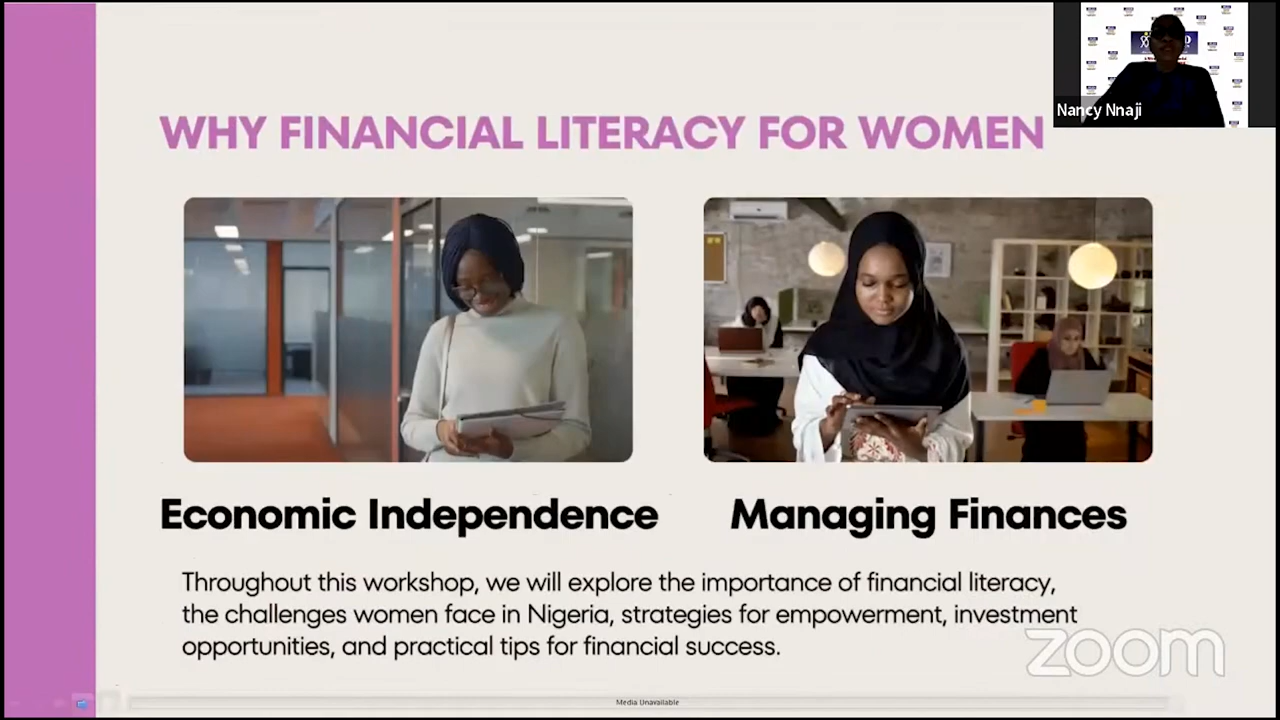 Nancy Nnaji
WHY FINANCIAL LITERACY FOR WOMEN
Economic Independence
Managing Finances
Throughout this workshop, we will explore the importance of financial literacy,
the challenges women face in Nigeria, strategies for empowerment, investment
opportunities, and practical tips for financial success.
zoom
Media Unavailable